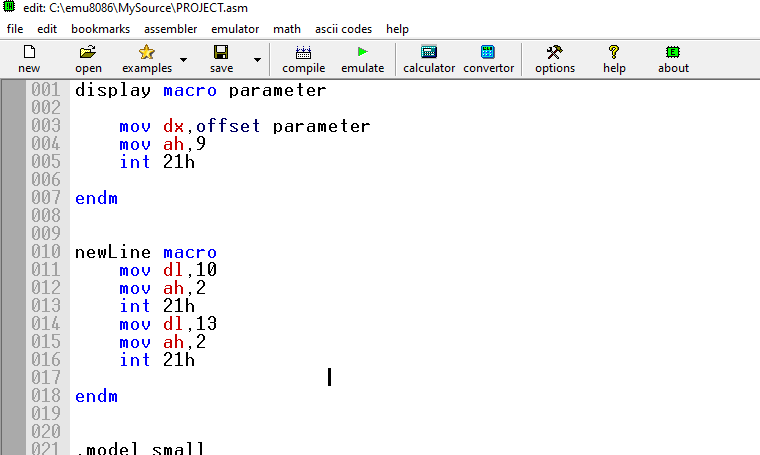 edit: C:\emu8086\MySource\PROJECT.asm
file edit bookmarks assembler emulator math ascii codes help
new open examples save compile emulate calculator convertor options help about
001 display macro parameter
002
003 mov dx,offset parameter
004 mov ah,9
005 int 21h
006
007 endm
008
009
010 newLine macro
011 mov dl,10
012 mov ah,2
013 int 21h
014 mov dl,13
015 mov ah,2
016 int 21h
017
018 endm
019
020
021 .model small